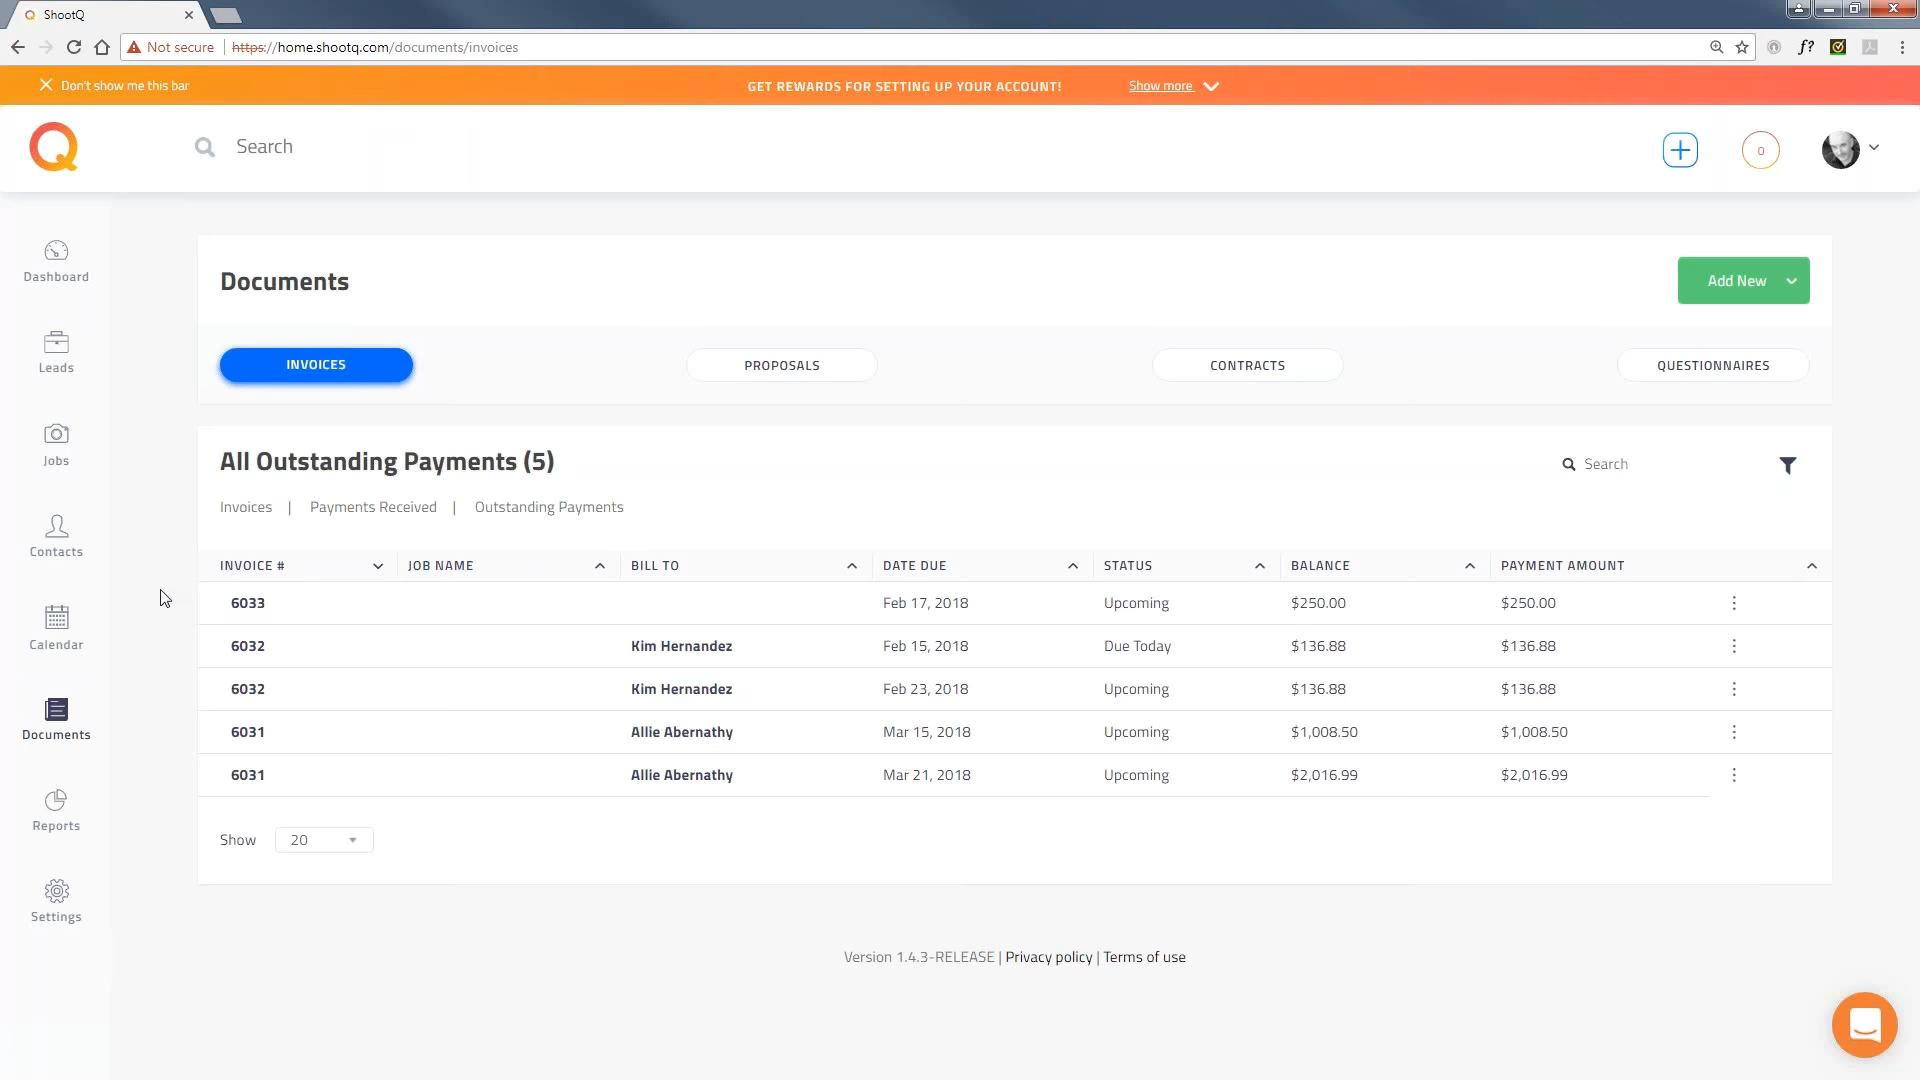 ShootQ
Not secure | https://home.shootq.com/documents/invoices f?
Don't show me this bar GET REWARDS FOR SETTING UP YOUR ACCOUNT! Show more
Search 0
Dashboard
Leads
Jobs
Contacts
Calendar
Documents
Reports
Settings
Documents Add New
INVOICES PROPOSALS CONTRACTS QUESTIONNAIRES
All Outstanding Payments (5) Search
Invoices | Payments Received | Outstanding Payments
INVOICE # JOB NAME BILL TO DATE DUE STATUS BALANCE PAYMENT AMOUNT
6033 Feb 17, 2018 Upcoming $250.00 $250.00
6032 Kim Hernandez Feb 15, 2018 Due Today $136.88 $136.88
6032 Kim Hernandez Feb 23, 2018 Upcoming $136.88 $136.88
6031 Allie Abernathy Mar 15, 2018 Upcoming $1,008.50 $1,008.50
6031 Allie Abernathy Mar 21, 2018 Upcoming $2,016.99 $2,016.99
Show 20
Version 1.4.3-RELEASE | Privacy policy | Terms of use